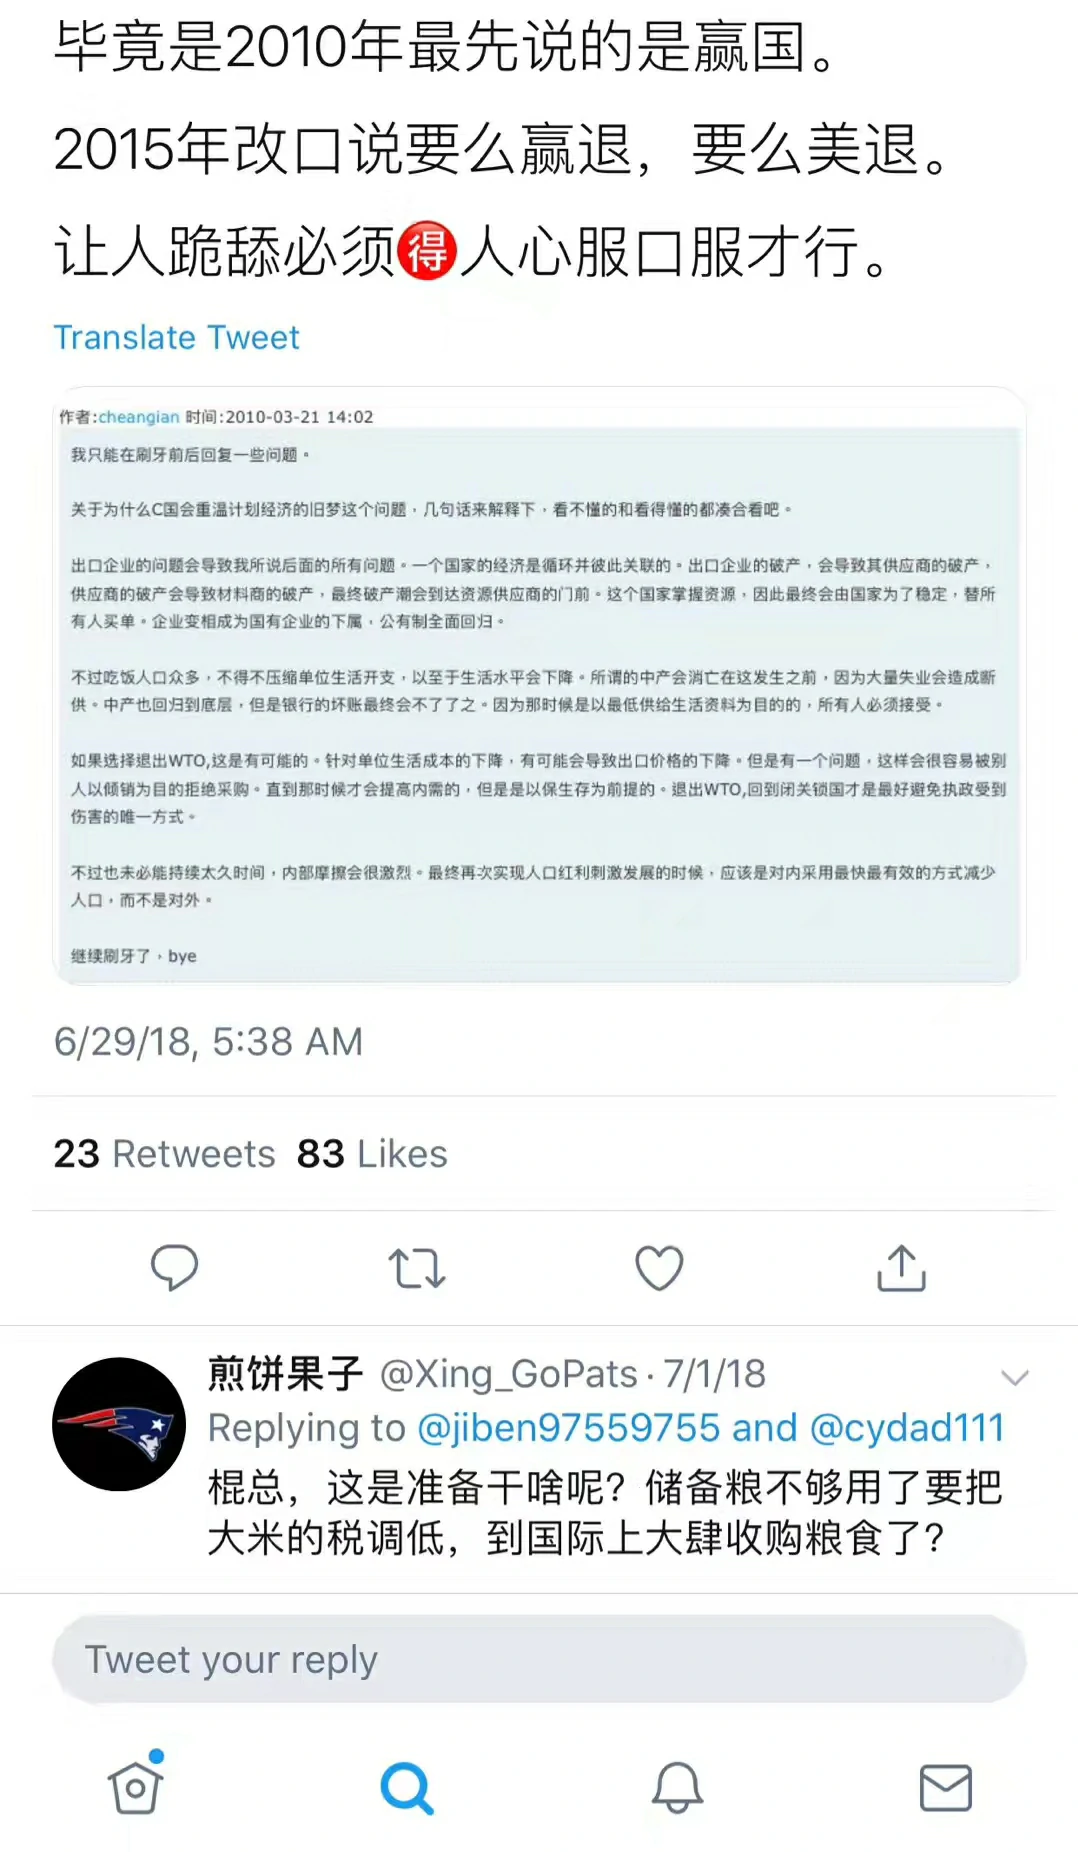 毕竟是2010年最先说的是赢国。
2015年改口说要么赢退，要么美退。
让人跪舔必须得人心服口服才行。
Translate Tweet
作者:cheangian 时间:2010-03-21 14:02
我只能在刷牙前后回复一些问题。
关于为什么C国会重温计划经济的旧梦这个问题，几句话来解释下，看不懂的和看得懂的都凑合看吧。
出口企业的问题会导致我所说后面的所有问题。一个国家的经济是循环并彼此关联的。出口企业的破产，会导致其供应商的破产，
供应商的破产会导致材料商的破产，最终破产潮会到达资源供应商的门前。这个国家掌握资源，因此最终会由国家为了稳定，替所
有人买单。企业变相成为国有企业的下属，公有制全面回归。
不过吃饭人口众多，不得不压缩单位生活开支，以至于生活水平会下降。所谓的中产会消亡在这发生之前，因为大量失业会造成断
供。中产也回归到底层，但是银行的坏账最终会不了了之。因为那时候是以最低供给生活资料为目的的，所有人必须接受。
如果选择退出WTO,这是有可能的。针对单位生活成本的下降，有可能会导致出口价格的下降。但是有一个问题，这样会很容易被别
人以倾销为目的拒绝采购。直到那时候才会提高内需的，但是是以保生存为前提的。退出WTO,回到闭关锁国才是最好避免执政受到
伤害的唯一方式。
不过也未必能持续太久时间，内部摩擦会很激烈。最终再次实现人口红利刺激发展的时候，应该是对内采用最快最有效的方式减少
人口，而不是对外。
继续刷牙了，bye
6/29/18, 5:38 AM
23 Retweets 83 Likes
煎饼果子 @Xing_GoPats · 7/1/18
Replying to @jiben97559755 and @cydad111
棍总，这是准备干啥呢？储备粮不够用了要把
大米的税调低，到国际上大肆收购粮食了？
Tweet your reply